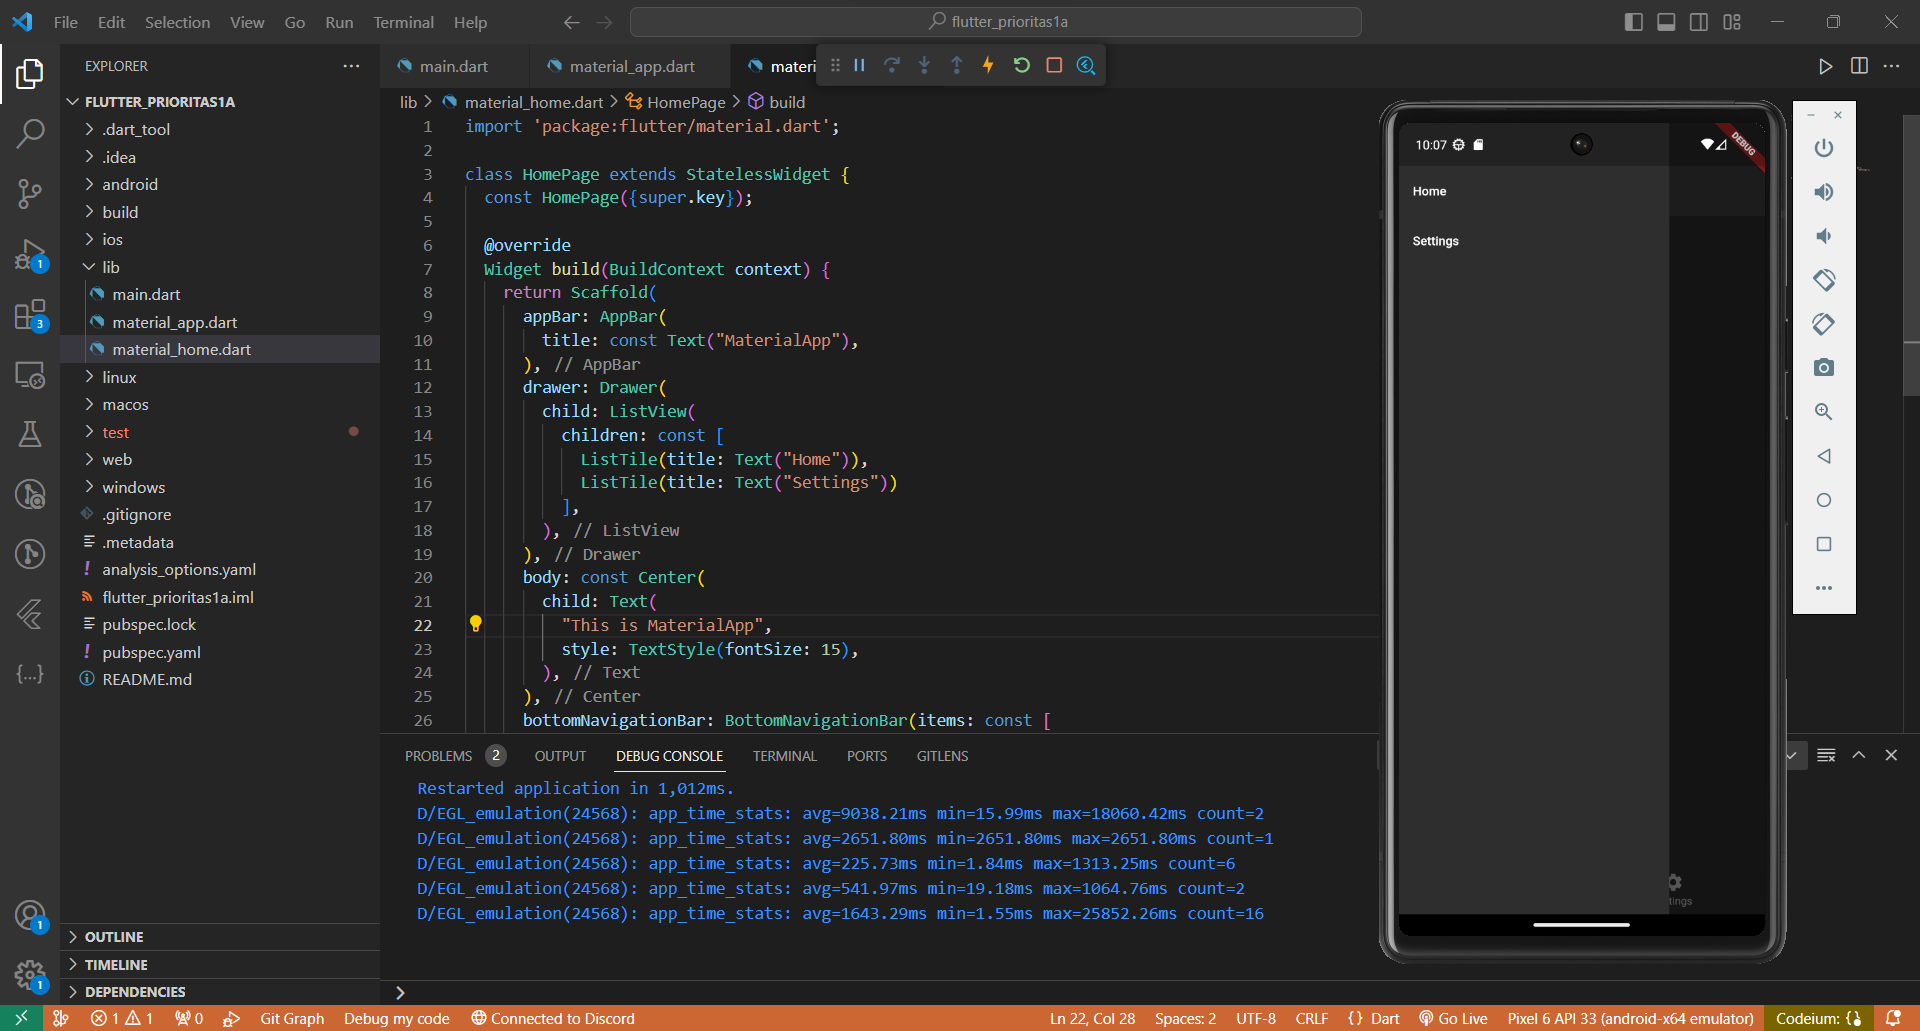 File Edit Selection View Go Run Terminal Help
flutter_prioritas1a
EXPLORER
FLUTTER_PRIORITAS1A
.dart_tool
.idea
android
build
ios
lib
main.dart
material_app.dart
material_home.dart
linux
macos
test
web
windows
.gitignore
.metadata
analysis_options.yaml
flutter_prioritas1a.iml
pubspec.lock
pubspec.yaml
README.md
OUTLINE
TIMELINE
DEPENDENCIES
1
3
1
1
main.dart material_app.dart materi
lib > material_home.dart > HomePage > build
1 import 'package:flutter/material.dart';
2
3 class HomePage extends StatelessWidget {
4 const HomePage({super.key});
5
6 @override
7 Widget build(BuildContext context) {
8 return Scaffold(
9 appBar: AppBar(
10 title: const Text("MaterialApp"),
11 ), // AppBar
12 drawer: Drawer(
13 child: ListView(
14 children: const [
15 ListTile(title: Text("Home")),
16 ListTile(title: Text("Settings"))
17 ],
18 ), // ListView
19 ), // Drawer
20 body: const Center(
21 child: Text(
22 "This is MaterialApp",
23 style: TextStyle(fontSize: 15),
24 ), // Text
25 ), // Center
26 bottomNavigationBar: BottomNavigationBar(items: const [
PROBLEMS 2 OUTPUT DEBUG CONSOLE TERMINAL PORTS GITLENS
Restarted application in 1,012ms.
D/EGL_emulation(24568): app_time_stats: avg=9038.21ms min=15.99ms max=18060.42ms count=2
D/EGL_emulation(24568): app_time_stats: avg=2651.80ms min=2651.80ms max=2651.80ms count=1
D/EGL_emulation(24568): app_time_stats: avg=225.73ms min=1.84ms max=1313.25ms count=6
D/EGL_emulation(24568): app_time_stats: avg=541.97ms min=19.18ms max=1064.76ms count=2
D/EGL_emulation(24568): app_time_stats: avg=1643.29ms min=1.55ms max=25852.26ms count=16
10:07
DEBUG
Home
Settings
tings
1 1 0 Git Graph Debug my code Connected to Discord Ln 22, Col 28 Spaces: 2 UTF-8 CRLF {} Dart Go Live Pixel 6 API 33 (android-x64 emulator) Codeium: {}